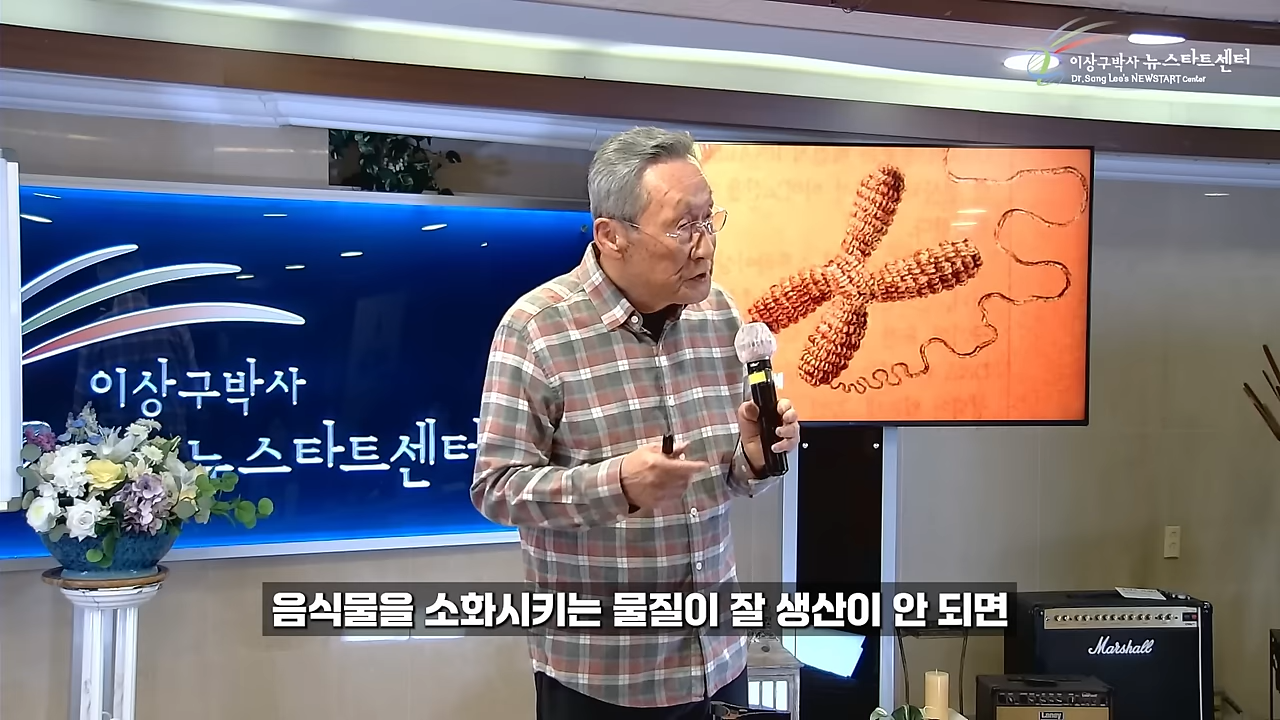 이상구박사 뉴스타트센터
Dr. Sang Lee's NEWSTART Center
이상구박사
뉴스타트센터
음식물을 소화시키는 물질이 잘 생산이 안 되면
Marshall
Laney